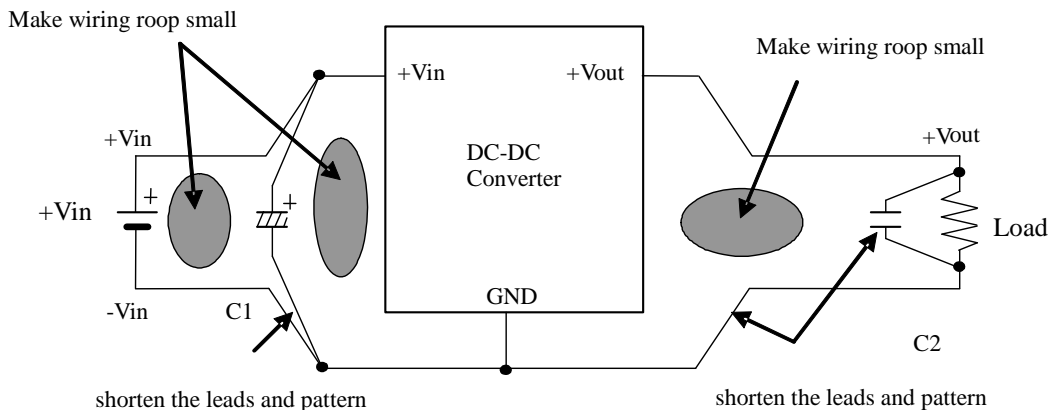 Make wiring roop small
Make wiring roop small
+Vin
+Vout
+Vin
+Vout
DC-DC
Converter
+
+
+Vin
Load
GND
-Vin
C1
C2
shorten the leads and pattern
shorten the leads and pattern